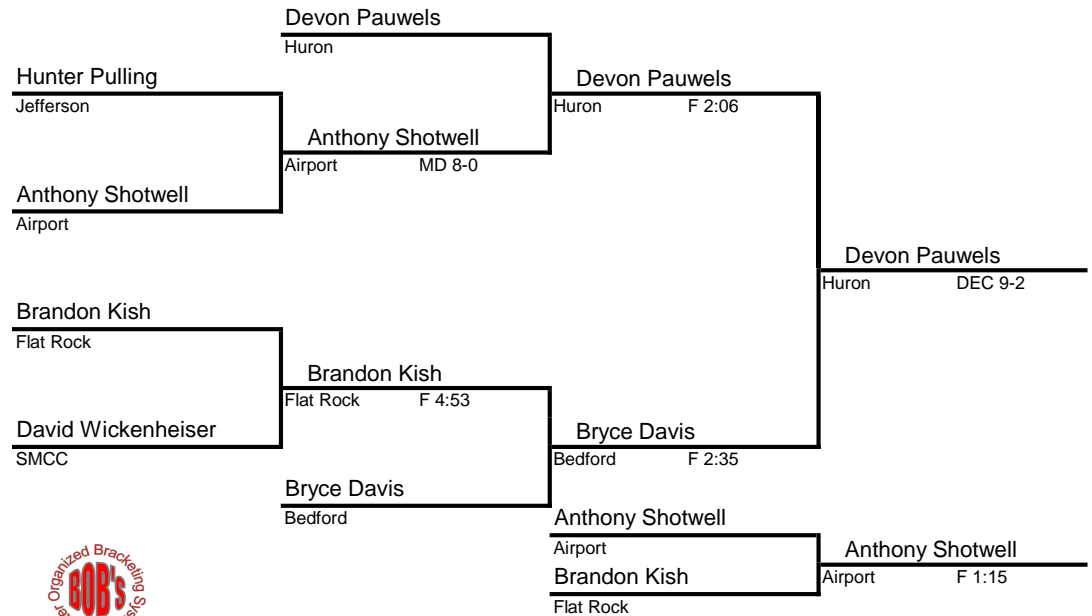 Devon Pauwels
Huron
Hunter Pulling
Jefferson
Devon Pauwels
Huron F 2:06
Anthony Shotwell
Airport MD 8-0
Anthony Shotwell
Airport
Devon Pauwels
Huron DEC 9-2
Brandon Kish
Flat Rock
Brandon Kish
Flat Rock F 4:53
David Wickenheiser
SMCC
Bryce Davis
Bedford F 2:35
Bryce Davis
Bedford
Anthony Shotwell
Airport
Anthony Shotwell
Airport F 1:15
Brandon Kish
Flat Rock
Organized Bracketing
BOB'S